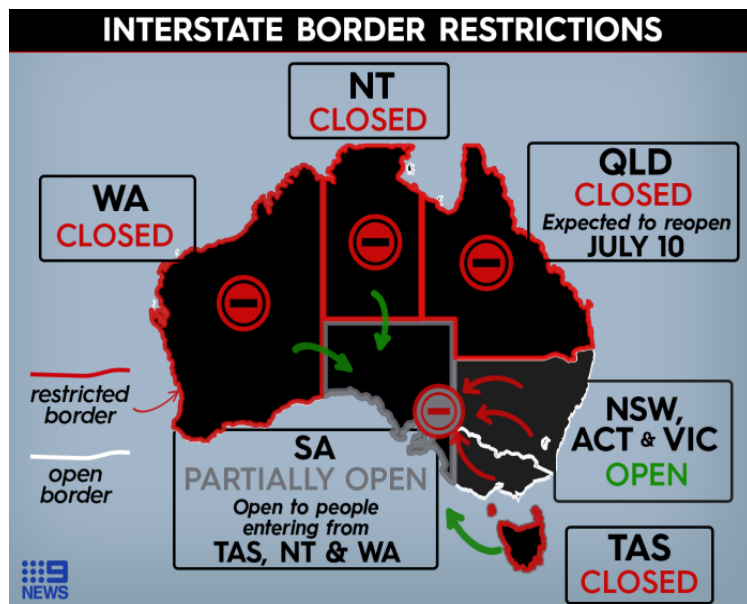 INTERSTATE BORDER RESTRICTIONS
NT
CLOSED
QLD
CLOSED
Expected to reopen
JULY 10
WA
CLOSED
restricted
border
open
border
NSW,
ACT & VIC
OPEN
SA
PARTIALLY OPEN
Open to people
entering from
TAS, NT & WA
TAS
CLOSED
9
NEWS